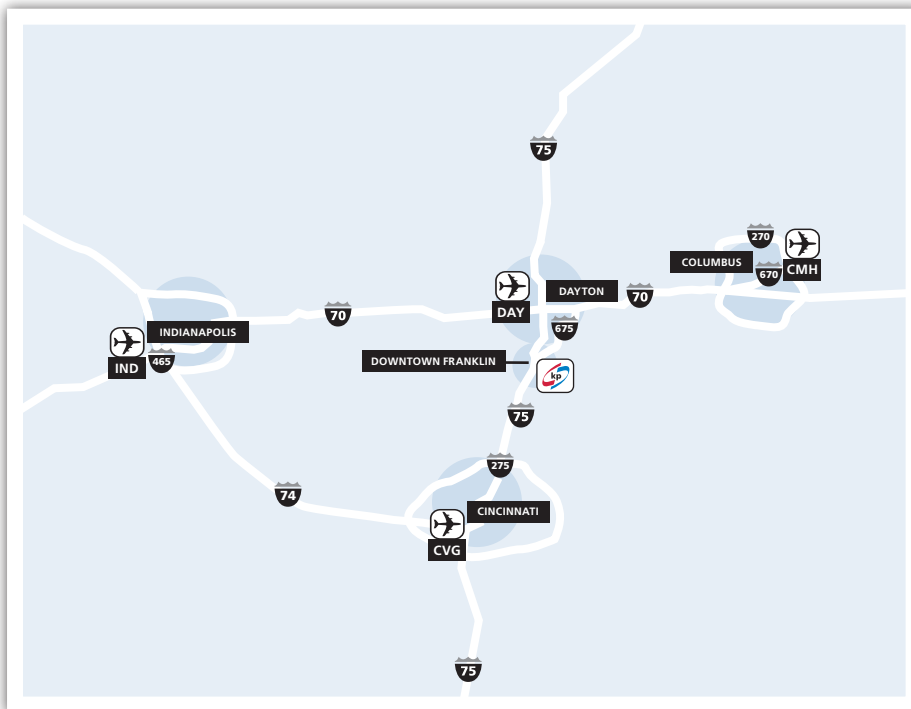 75
270
COLUMBUS
670
CMH
DAYTON
DAY
70
70
675
INDIANAPOLIS
IND
465
DOWNTOWN FRANKLIN
kp
75
275
74
CINCINNATI
CVG
75